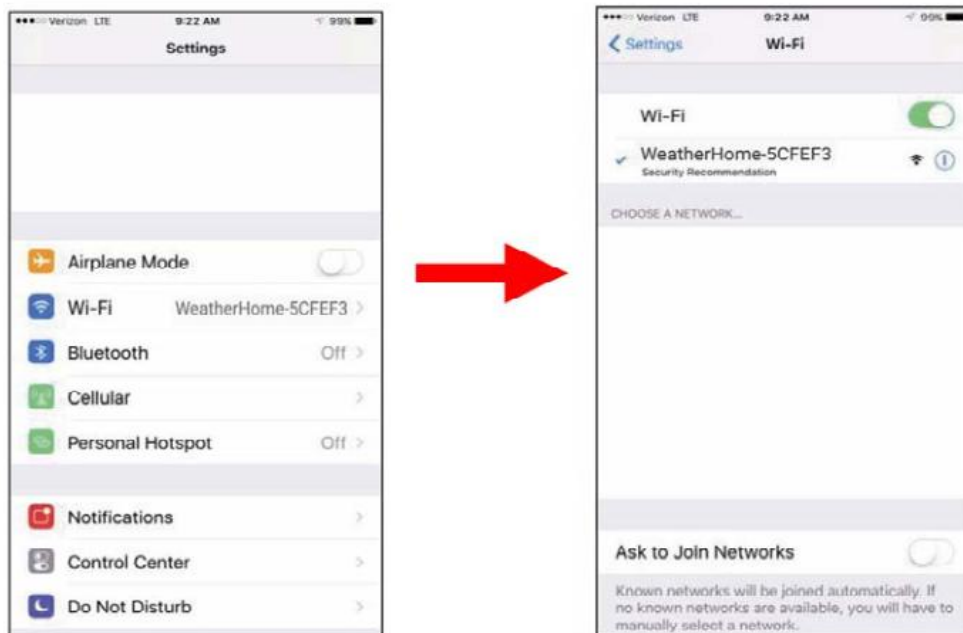 Verizon LTE 9:22 AM 99%
Settings
Airplane Mode
Wi-Fi WeatherHome-5CFEF3
Bluetooth Off
Cellular
Personal Hotspot Off
Notifications
Control Center
Do Not Disturb
Verizon LTE 9:22 AM 99%
Settings Wi-Fi
Wi-Fi
WeatherHome-5CFEF3
Security Recommendation
CHOOSE A NETWORK...
Ask to Join Networks
Known networks will be joined automatically. If
no known networks are available, you will have to
manually select a network.